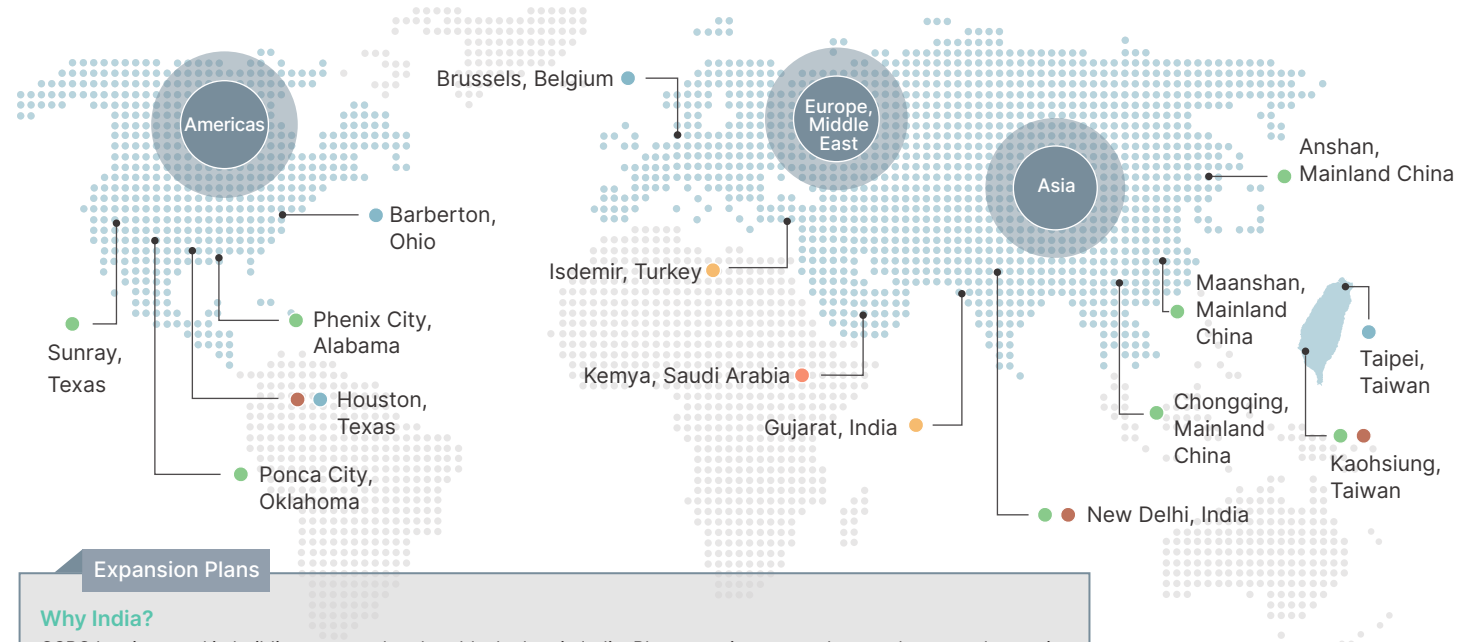 Americas
Europe,
Middle
East
Asia
Brussels, Belgium
Anshan,
Mainland China
Barberton,
Ohio
Isdemir, Turkey
Maanshan,
Mainland
China
Sunray,
Texas
Phenix City,
Alabama
Taipei,
Taiwan
Kemya, Saudi Arabia
Houston,
Texas
Chongqing,
Mainland
China
Gujarat, India
Ponca City,
Oklahoma
Kaohsiung,
Taiwan
New Delhi, India
Expansion Plans
Why India?